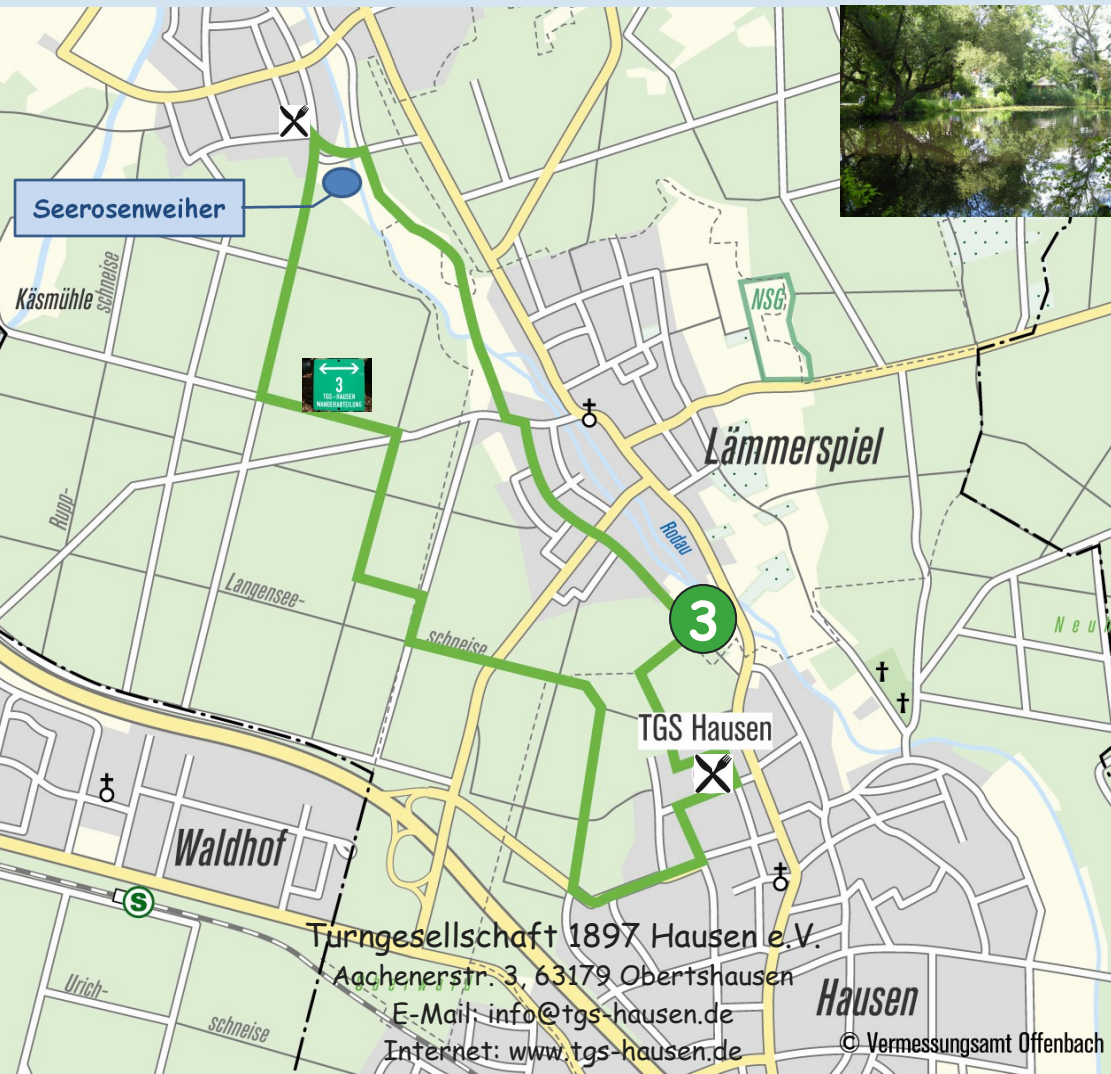 Seerosenweiher
Käsmühle
schneise
3
TGS - HAUSEN
WANDERABTEILUNG
NSG
Lämmerspiel
Rupp-
Rodau
Langensee-
schneise
3
TGS Hausen
Waldhof
S
Turngesellschaft 1897 Hausen e.V.
Aachenerstr. 3, 63179 Obertshausen
E-Mail: info@tgs-hausen.de
Internet: www.tgs-hausen.de
Urich-
schneise
Hausen
© Vermessungsamt Offenbach